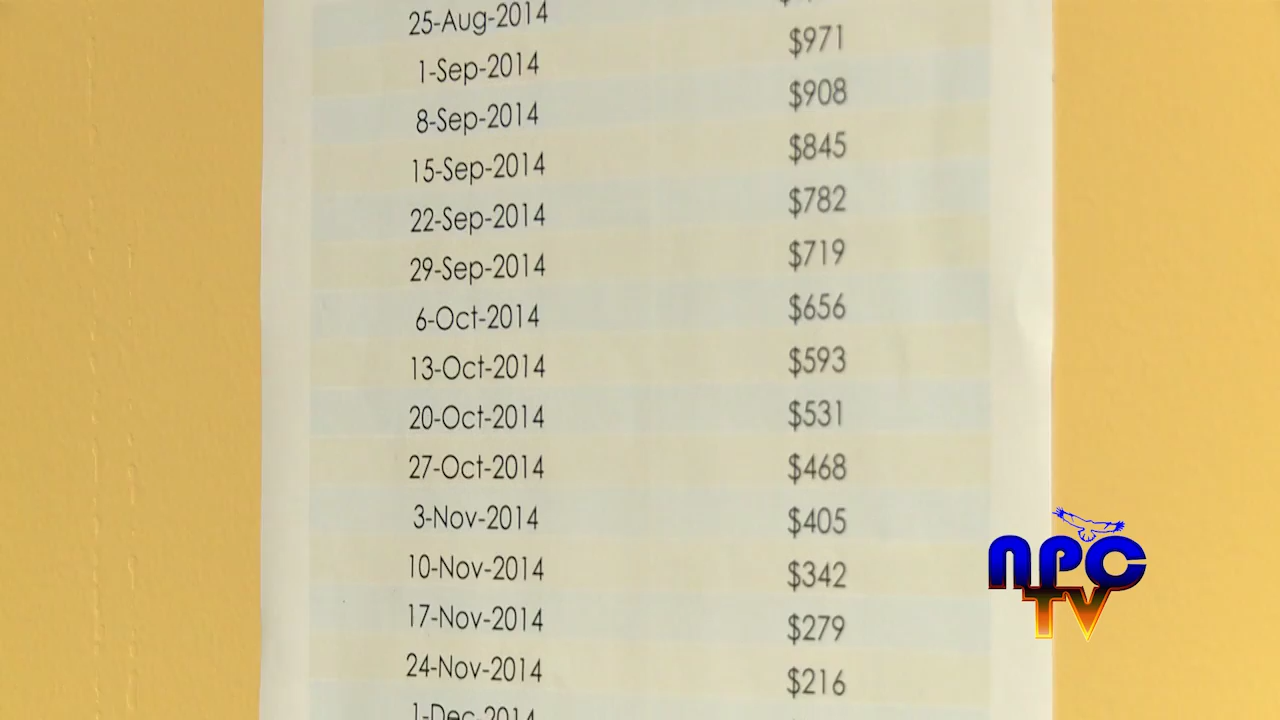 25-Aug-2014
1-Sep-2014 $971
8-Sep-2014 $908
15-Sep-2014 $845
22-Sep-2014 $782
29-Sep-2014 $719
6-Oct-2014 $656
13-Oct-2014 $593
20-Oct-2014 $531
27-Oct-2014 $468
3-Nov-2014 $405
10-Nov-2014 $342
17-Nov-2014 $279
24-Nov-2014 $216
1-Dec-2014
NPC
TV